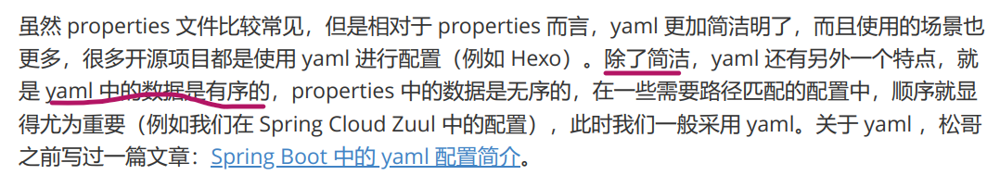 虽然 properties 文件比较常见，但是相对于 properties 而言，yaml 更加简洁明了，而且使用的场景也
更多，很多开源项目都是使用 yaml 进行配置（例如 Hexo）。除了简洁，yaml 还有另外一个特点，就
是 yaml 中的数据是有序的，properties 中的数据是无序的，在一些需要路径匹配的配置中，顺序就显
得尤为重要（例如我们在 Spring Cloud Zuul 中的配置），此时我们一般采用 yaml。关于 yaml ，松哥
之前写过一篇文章：Spring Boot 中的 yaml 配置简介。